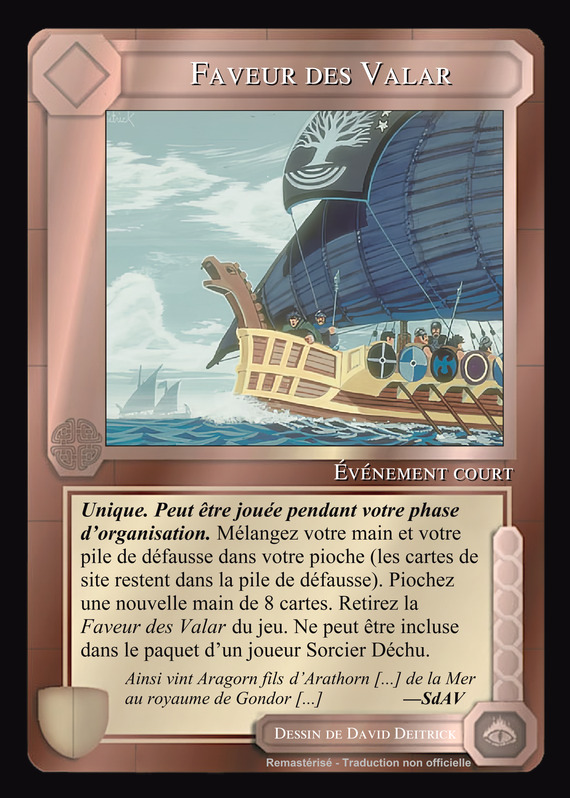 Faveur des Valar
Événement court
Unique. Peut être jouée pendant votre phase
d'organisation. Mélangez votre main et votre
pile de défausse dans votre pioche (les cartes de
site restent dans la pile de défausse). Piochez
une nouvelle main de 8 cartes. Retirez la
Faveur des Valar du jeu. Ne peut être incluse
dans le paquet d'un joueur Sorcier Déchu.
Ainsi vint Aragorn fils d'Arathorn [...] de la Mer
au royaume de Gondor [...] —SdAV
Dessin de David Deitrick
Remastérisé - Traduction non officielle